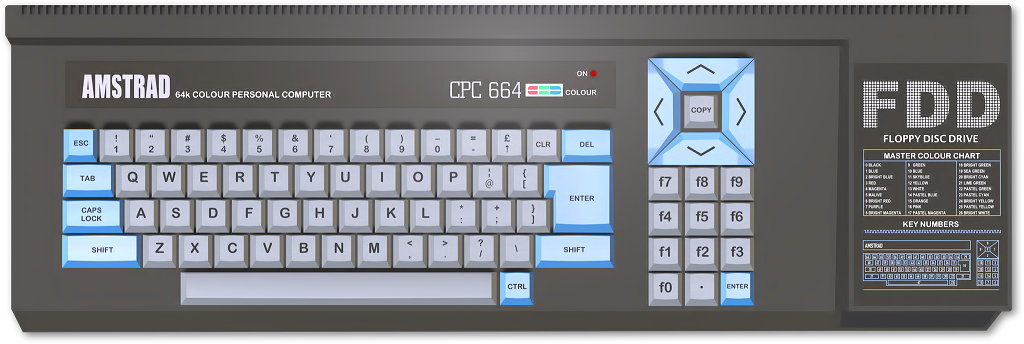 AMSTRAD 64k COLOUR PERSONAL COMPUTER
ON
CPC 664 COLOUR
ESC ! 1 " 2 # 3 $ 4 % 5 & 6 ' 7 ( 8 ) 9 _ 0 = - £ ↑ CLR DEL
TAB Q W E R T Y U I O P ¦ @ { [ ENTER
CAPS LOCK A S D F G H J K L * : + ; } ]
SHIFT Z X C V B N M < , > . ? / \ SHIFT
CTRL
COPY
f7 f8 f9
f4 f5 f6
f1 f2 f3
f0 . ENTER
FDD
FLOPPY DISC DRIVE
MASTER COLOUR CHART
0 BLACK 9 GREEN 18 BRIGHT GREEN
1 BLUE 10 BLUE 19 SEA GREEN
2 BRIGHT BLUE 11 SKYBLUE 20 BRIGHT CYAN
3 RED 12 YELLOW 21 LIME GREEN
4 MAGENTA 13 WHITE 22 PASTEL GREEN
5 MALIVE 14 PASTEL BLUE 23 PASTEL CYAN
6 BRIGHT RED 15 ORANGE 24 BRIGHT YELLOW
7 PURPLE 16 PINK 25 PASTEL YELLOW
8 BRIGHT MAGENTA 17 PASTEL MAGENTA 26 BRIGHT WHITE
KEY NUMBERS
AMSTRAD